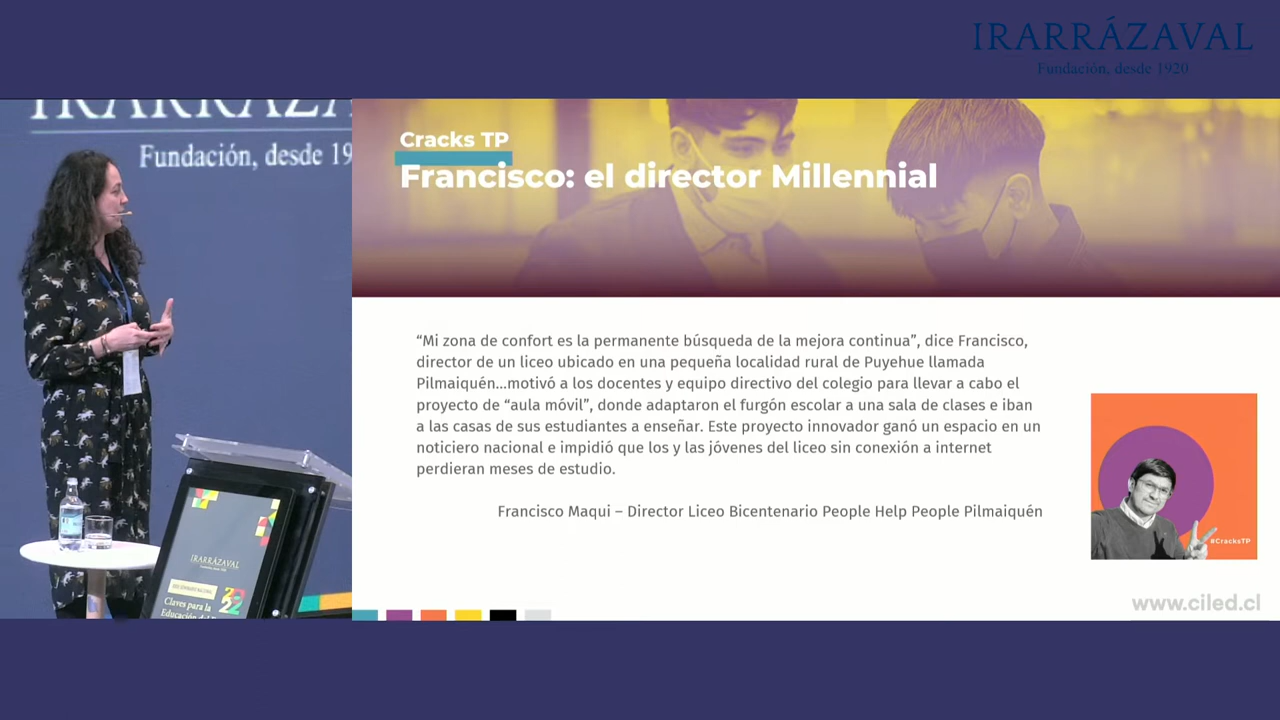 IRARRÁZAVAL
Fundación, desde 1920
Fundación, desde 19
Cracks TP
Francisco: el director Millennial
“Mi zona de confort es la permanente búsqueda de la mejora continua”, dice Francisco,
director de un liceo ubicado en una pequeña localidad rural de Puyehue llamada
Pilmaiquén...motivó a los docentes y equipo directivo del colegio para llevar a cabo el
proyecto de “aula móvil”, donde adaptaron el furgón escolar a una sala de clases e iban
a las casas de sus estudiantes a enseñar. Este proyecto innovador ganó un espacio en un
noticiero nacional e impidió que los y las jóvenes del liceo sin conexión a internet
perdieran meses de estudio.
Francisco Maqui – Director Liceo Bicentenario People Help People Pilmaiquén
#CracksTP
www.ciled.cl
IRARRÁZAVAL
2022
Claves para la